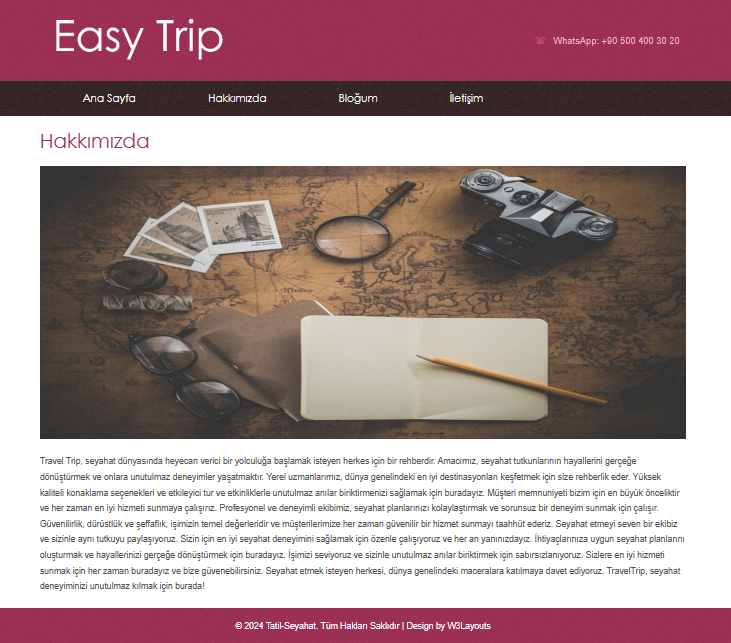 Easy Trip
WhatsApp: +90 500 400 30 20
Ana Sayfa Hakkımızda Bloğum İletişim
Hakkımızda
Travel Trip, seyahat dünyasında heyecan verici bir yolculuğa başlamak isteyen herkes için bir rehberdir. Amacımız, seyahat tutkunlarının hayallerini gerçeğe
dönüştürmek ve onlara unutulmaz deneyimler yaşatmaktır. Yerel uzmanlarımız, dünya genelindeki en iyi destinasyonları keşfetmek için size rehberlik eder. Yüksek
kaliteli konaklama seçenekleri ve etkileyici tur ve etkinliklerle unutulmaz anılar biriktirmenizi sağlamak için buradayız. Müşteri memnuniyeti bizim için en büyük önceliktir
ve her zaman en iyi hizmeti sunmaya çalışırız. Profesyonel ve deneyimli ekibimiz, seyahat planlarınızı kolaylaştırmak ve sorunsuz bir deneyim sunmak için çalışır.
Güvenilirlik, dürüstlük ve şeffaflık, işimizin temel değerleridir ve müşterilerimize her zaman güvenilir bir hizmet sunmayı taahhüt ederiz. Seyahat etmeyi seven bir ekibiz
ve sizinle aynı tutkuyu paylaşıyoruz. Sizin için en iyi seyahat deneyimini sağlamak için özenle çalışıyoruz ve her an yanınızdayız. İhtiyaçlarınıza uygun seyahat planlarını
oluşturmak ve hayallerinizi gerçeğe dönüştürmek için buradayız. İşimizi seviyoruz ve sizinle unutulmaz anılar biriktirmek için sabırsızlanıyoruz. Sizlere en iyi hizmeti
sunmak için her zaman buradayız ve bize güvenebilirsiniz. Seyahat etmek isteyen herkesi, dünya genelindeki maceralara katılmaya davet ediyoruz. TravelTrip, seyahat
deneyiminizi unutulmaz kılmak için burada!
© 2024 Tatil-Seyahat. Tüm Hakları Saklıdır | Design by W3Layouts